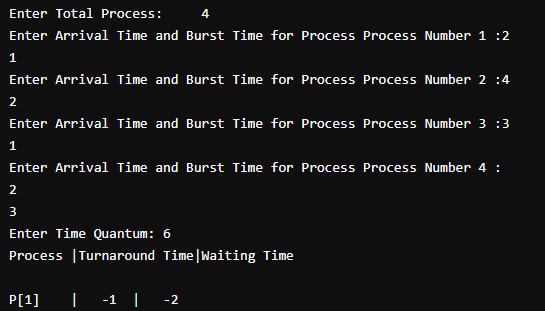 Enter Total Process:     4
Enter Arrival Time and Burst Time for Process Process Number 1 :2
1
Enter Arrival Time and Burst Time for Process Process Number 2 :4
2
Enter Arrival Time and Burst Time for Process Process Number 3 :3
1
Enter Arrival Time and Burst Time for Process Process Number 4 :
2
3
Enter Time Quantum: 6
Process |Turnaround Time|Waiting Time
P[1]    |   -1  |   -2